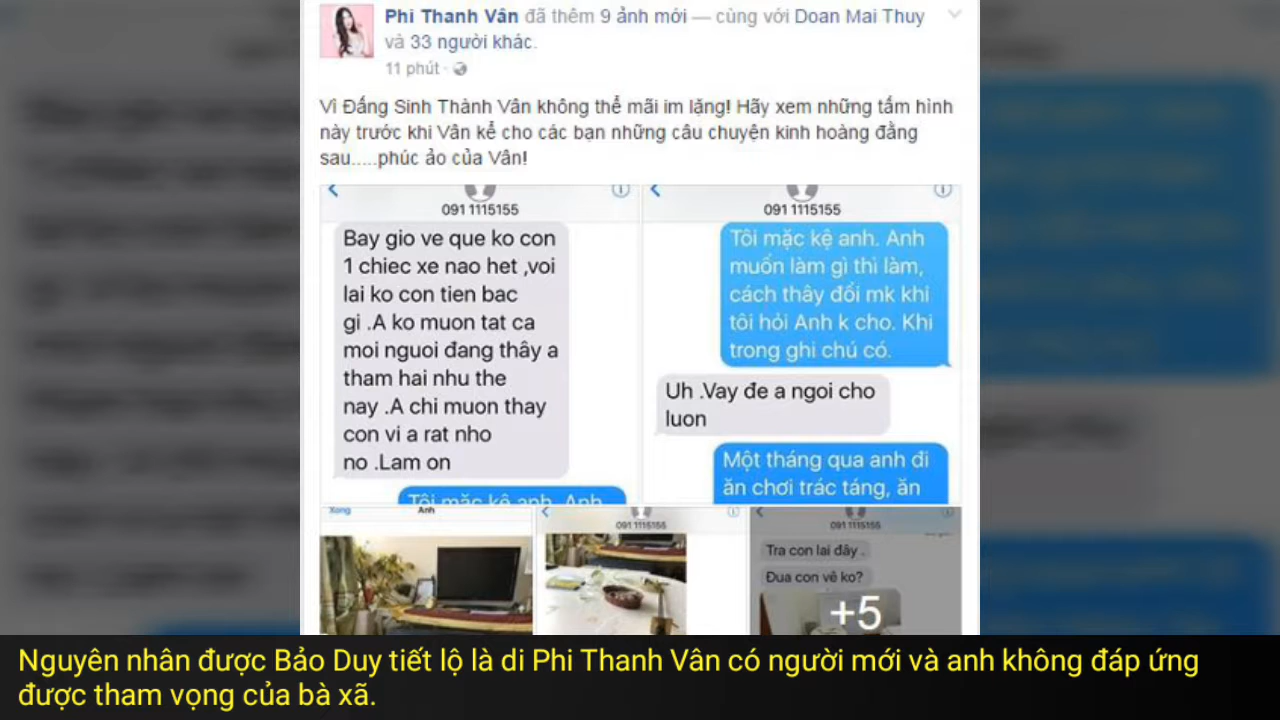 Phi Thanh Vân đã thêm 9 ảnh mới — cùng với Doan Mai Thuy
và 33 người khác.
11 phút ·
Vì Đấng Sinh Thành Vân không thể mãi im lặng! Hãy xem những tấm hình
này trước khi Vân kể cho các bạn những câu chuyện kinh hoàng đằng
sau.....phúc ảo của Vân!
091 1115155
Bay gio ve que ko con
1 chiec xe nao het ,voi
lai ko con tien bac
gi .A ko muon tat ca
moi nguoi đang thây a
tham hai nhu the
nay .A chi muon thay
con vi a rat nho
no .Lam on
Tôi mặc kệ anh. Anh
091 1115155
Tôi mặc kệ anh. Anh
muốn làm gì thì làm,
cách thây đổi mk khi
tôi hỏi Anh k cho. Khi
trong ghi chú có.
Uh .Vay đe a ngoi cho
luon
Một tháng qua anh đi
ăn chơi trác táng, ăn
Xong
Ảnh
091 1115155
091 1115155
Tra con lai đây .
Đua con vê ko?
+5
Nguyên nhân được Bảo Duy tiết lộ là di Phi Thanh Vân có người mới và anh không đáp ứng
được tham vọng của bà xã.